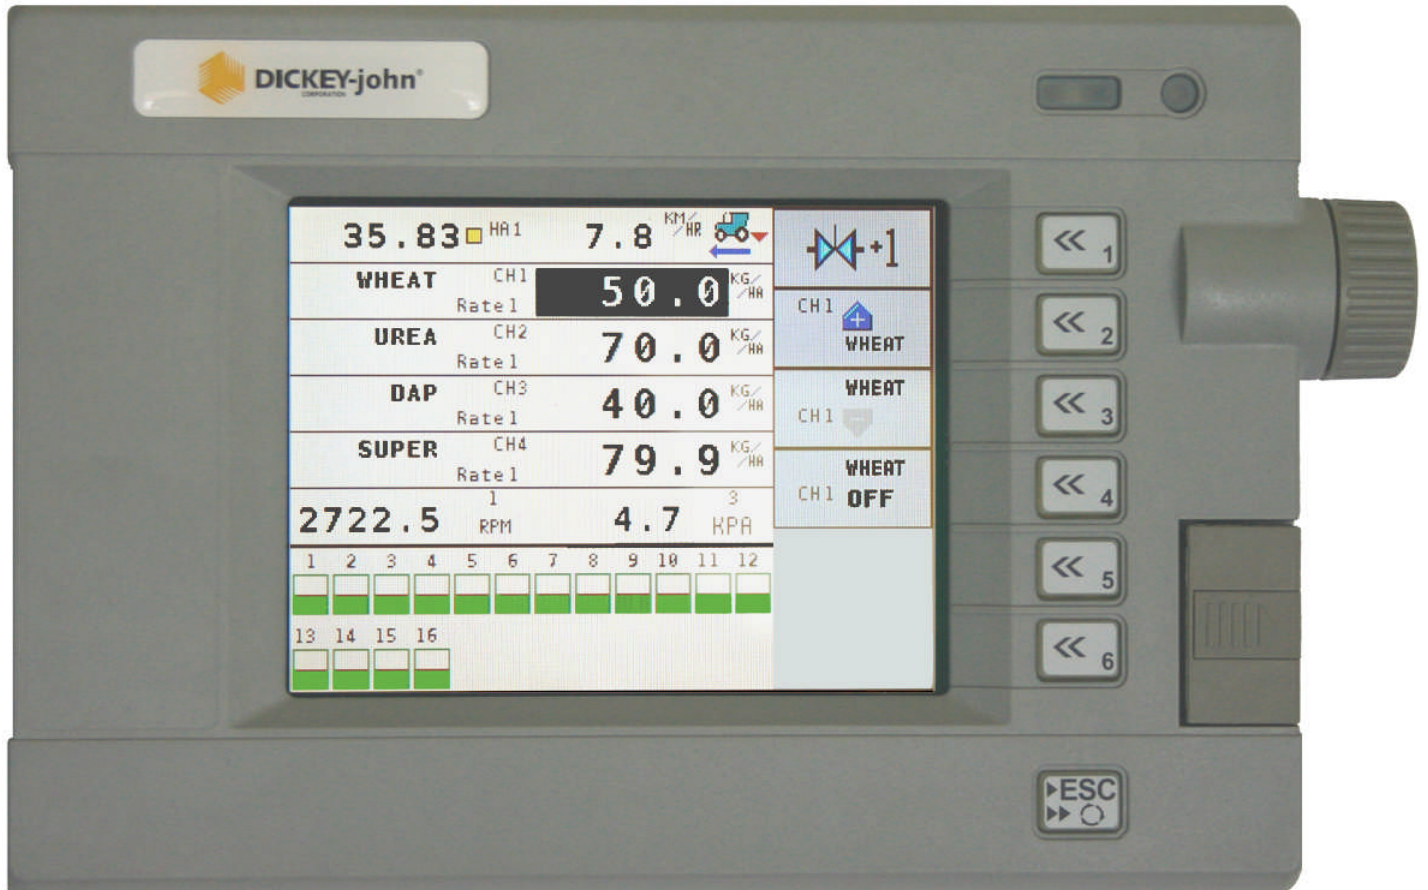 DICKEY-john®
CORPORATION
35.83 HA1 7.8 KM/HR
WHEAT CH1 Rate1 50.0 KG/HA
UREA CH2 Rate1 70.0 KG/HA
DAP CH3 Rate1 40.0 KG/HA
SUPER CH4 Rate1 79.9 KG/HA
2722.5 1 RPM 4.7 3 KPA
1 2 3 4 5 6 7 8 9 10 11 12
13 14 15 16
+1
CH1 + WHEAT
WHEAT CH1 -
WHEAT CH1 OFF
<< 1
<< 2
<< 3
<< 4
<< 5
<< 6
ESC